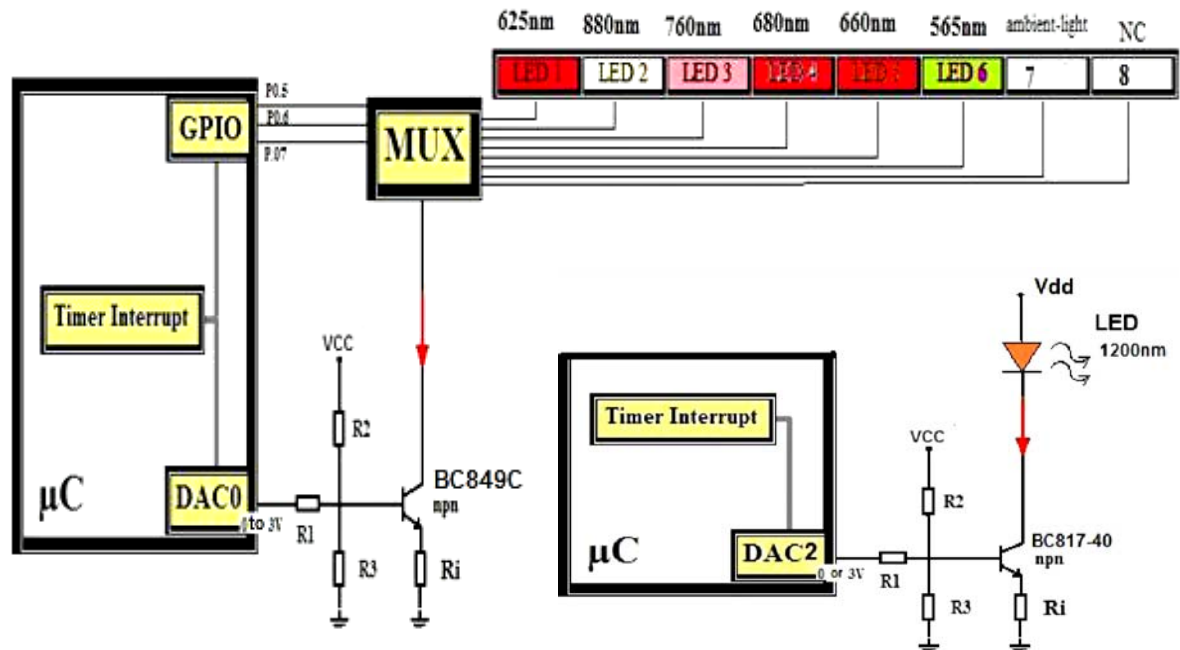 625nm 880nm 760nm 680nm 660nm 565nm ambient-light NC
LED 1 LED 2 LED 3 LED 4 LED 6 7 8
GPIO
P0.5
P0.6
P.07
MUX
Timer Interrupt
VCC
R2
BC849C
npn
µC
DAC0
to 3V
R1
R3
Ri
Vdd
LED
1200nm
Timer Interrupt
VCC
R2
BC817-40
npn
µC
DAC2
0 or 3V
R1
R3
Ri